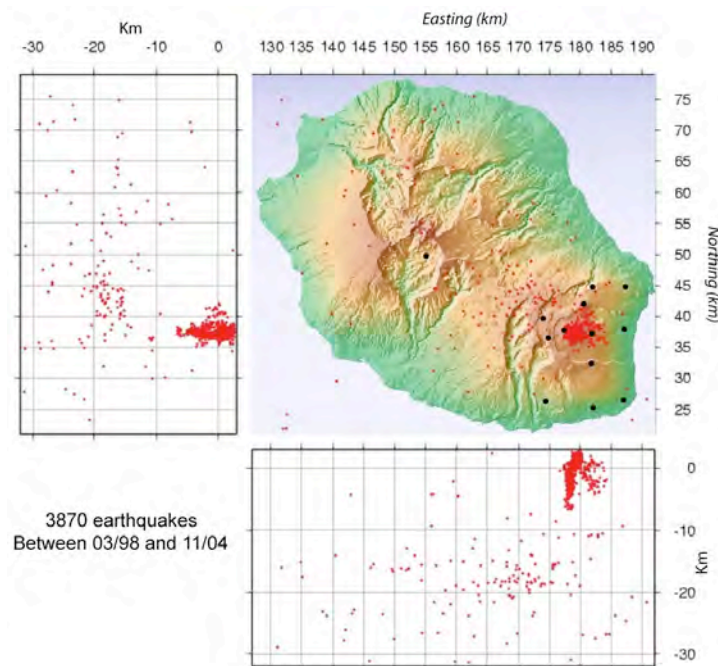 Km
-30 -20 -10 0
Easting (km)
130 135 140 145 150 155 160 165 170 175 180 185 190
75
70
65
60
55
50
45
40
35
30
25
Northing (km)
0
-10
-20
-30
Km
3870 earthquakes
Between 03/98 and 11/04